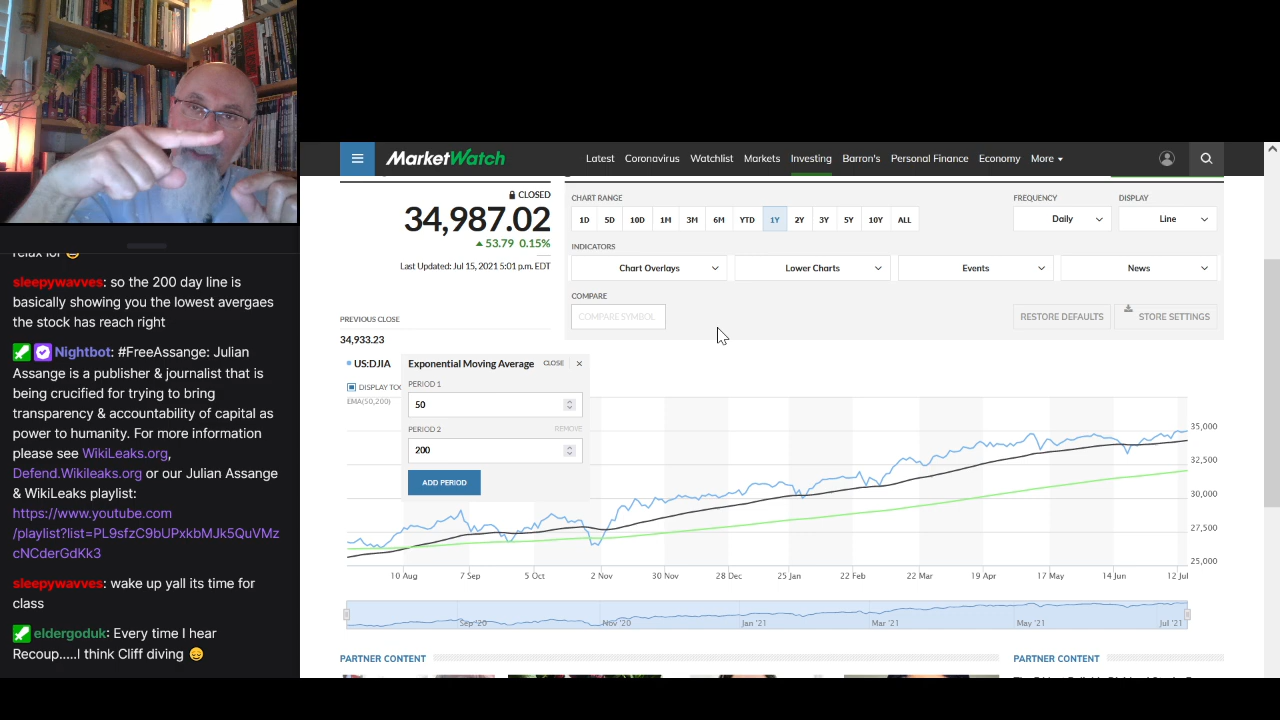 relax for
sleepywavves: so the 200 day line is
basically showing you the lowest avergaes
the stock has reach right
Nightbot: #FreeAssange: Julian
Assange is a publisher & journalist that is
being crucified for trying to bring
transparency & accountability of capital as
power to humanity. For more information
please see WikiLeaks.org,
Defend.Wikileaks.org or our Julian Assange
& WikiLeaks playlist:
https://www.youtube.com
/playlist?list=PL9sfzC9bUPxkbMJk5QuVMz
cNCderGdKk3
sleepywavves: wake up yall its time for
class
eldergoduk: Every time I hear
Recoup.....I think Cliff diving 😔
MarketWatch
Latest Coronavirus Watchlist Markets Investing Barron's Personal Finance Economy More
CLOSED
34,987.02
53.79 0.15%
Last Updated: Jul 15, 2021 5:01 p.m. EDT
PREVIOUS CLOSE
34,933.23
CHART RANGE
1D 5D 10D 1M 3M 6M YTD 1Y 2Y 3Y 5Y 10Y ALL
FREQUENCY
Daily
DISPLAY
Line
INDICATORS
Chart Overlays
Lower Charts
Events
News
COMPARE
COMPARE SYMBOL
RESTORE DEFAULTS
STORE SETTINGS
US:DJIA
DISPLAY TOO
EMA(50,200)
Exponential Moving Average CLOSE ×
PERIOD 1
50
PERIOD 2 REMOVE
200
ADD PERIOD
35,000
32,500
30,000
27,500
25,000
10 Aug 7 Sep 5 Oct 2 Nov 30 Nov 28 Dec 25 Jan 22 Feb 22 Mar 19 Apr 17 May 14 Jun 12 Jul
Sep '20 Nov '20 Jan '21 Mar '21 May '21 Jul '21
PARTNER CONTENT
PARTNER CONTENT